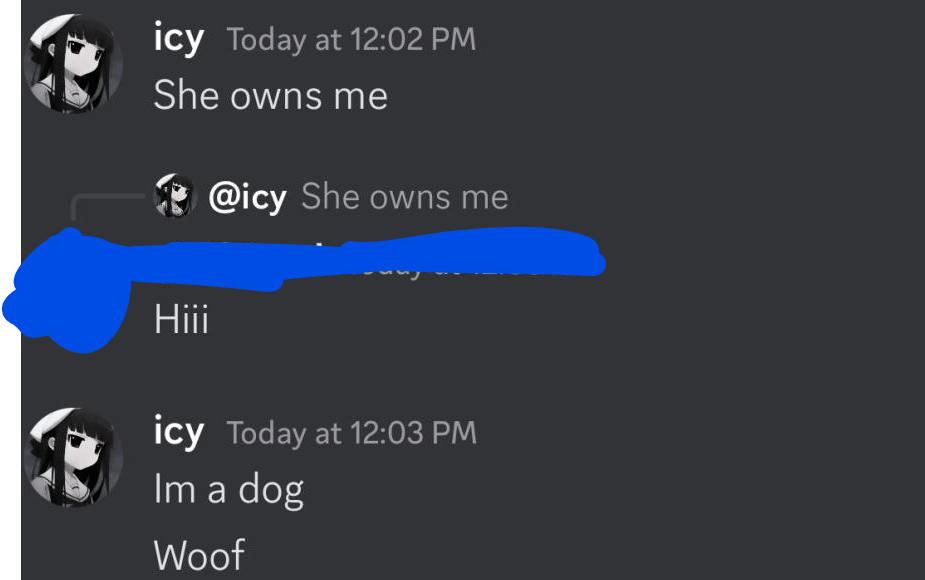 icy Today at 12:02 PM
She owns me
@icy She owns me
Hiii
icy Today at 12:03 PM
Im a dog
Woof